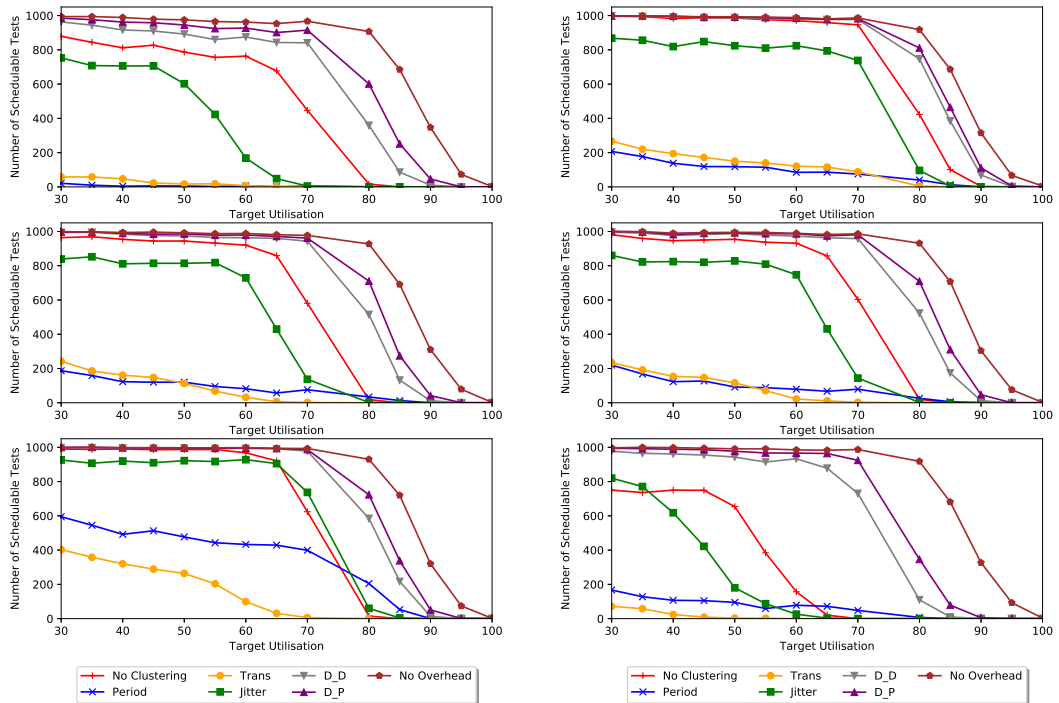 1000
800
600
400
200
0
Number of Schedulable Tests
30 40 50 60 70 80 90 100
Target Utilisation
1000
800
600
400
200
0
Number of Schedulable Tests
30 40 50 60 70 80 90 100
Target Utilisation
1000
800
600
400
200
0
Number of Schedulable Tests
30 40 50 60 70 80 90 100
Target Utilisation
1000
800
600
400
200
0
Number of Schedulable Tests
30 40 50 60 70 80 90 100
Target Utilisation
1000
800
600
400
200
0
Number of Schedulable Tests
30 40 50 60 70 80 90 100
Target Utilisation
1000
800
600
400
200
0
Number of Schedulable Tests
30 40 50 60 70 80 90 100
Target Utilisation
No Clustering Trans D_D No Overhead
Period Jitter D_P
No Clustering Trans D_D No Overhead
Period Jitter D_P